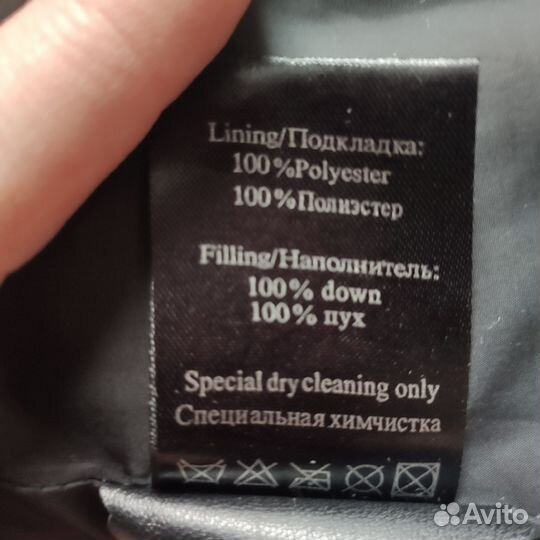 Lining/Подкладка:
100%Polyester
100%Полиэстер
Filling/Наполнитель:
100% down
100% пух
Special dry cleaning only
Специальная химчистка
Avito